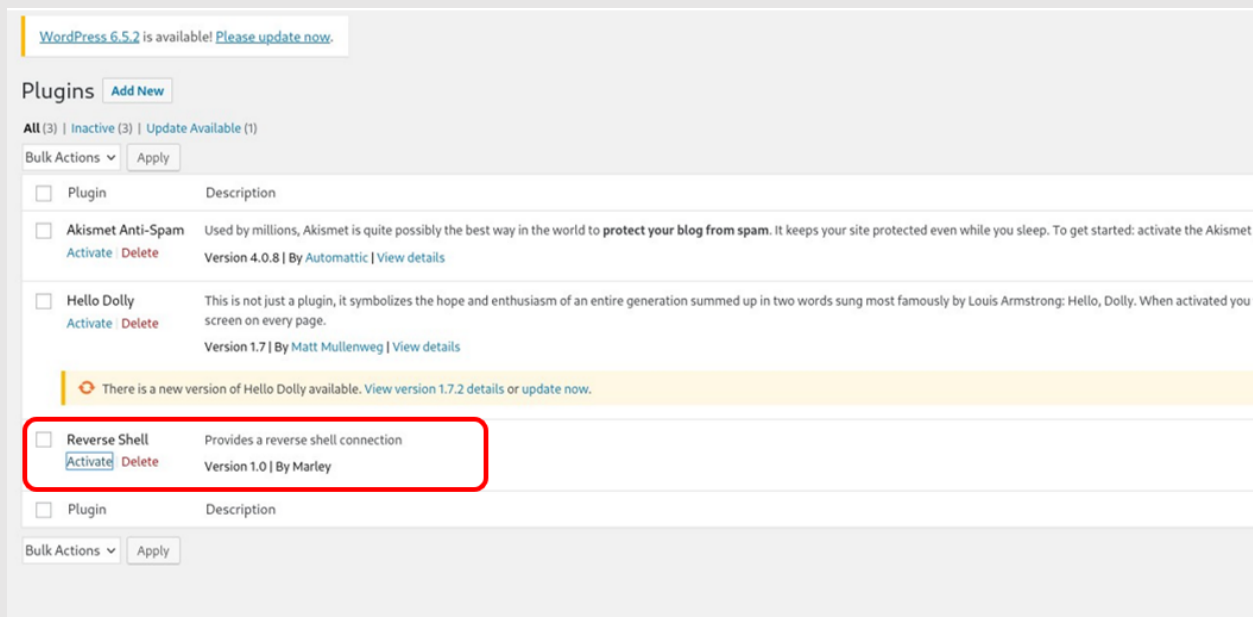 WordPress 6.5.2 is available! Please update now.
Plugins Add New
All (3) | Inactive (3) | Update Available (1)
Bulk Actions Apply
Plugin Description
Akismet Anti-Spam Used by millions, Akismet is quite possibly the best way in the world to protect your blog from spam. It keeps your site protected even while you sleep. To get started: activate the Akismet
Activate | Delete Version 4.0.8 | By Automattic | View details
Hello Dolly This is not just a plugin, it symbolizes the hope and enthusiasm of an entire generation summed up in two words sung most famously by Louis Armstrong: Hello, Dolly. When activated you
Activate | Delete screen on every page.
Version 1.7 | By Matt Mullenweg | View details
There is a new version of Hello Dolly available. View version 1.7.2 details or update now.
Reverse Shell Provides a reverse shell connection
Activate | Delete Version 1.0 | By Marley
Plugin Description
Bulk Actions Apply